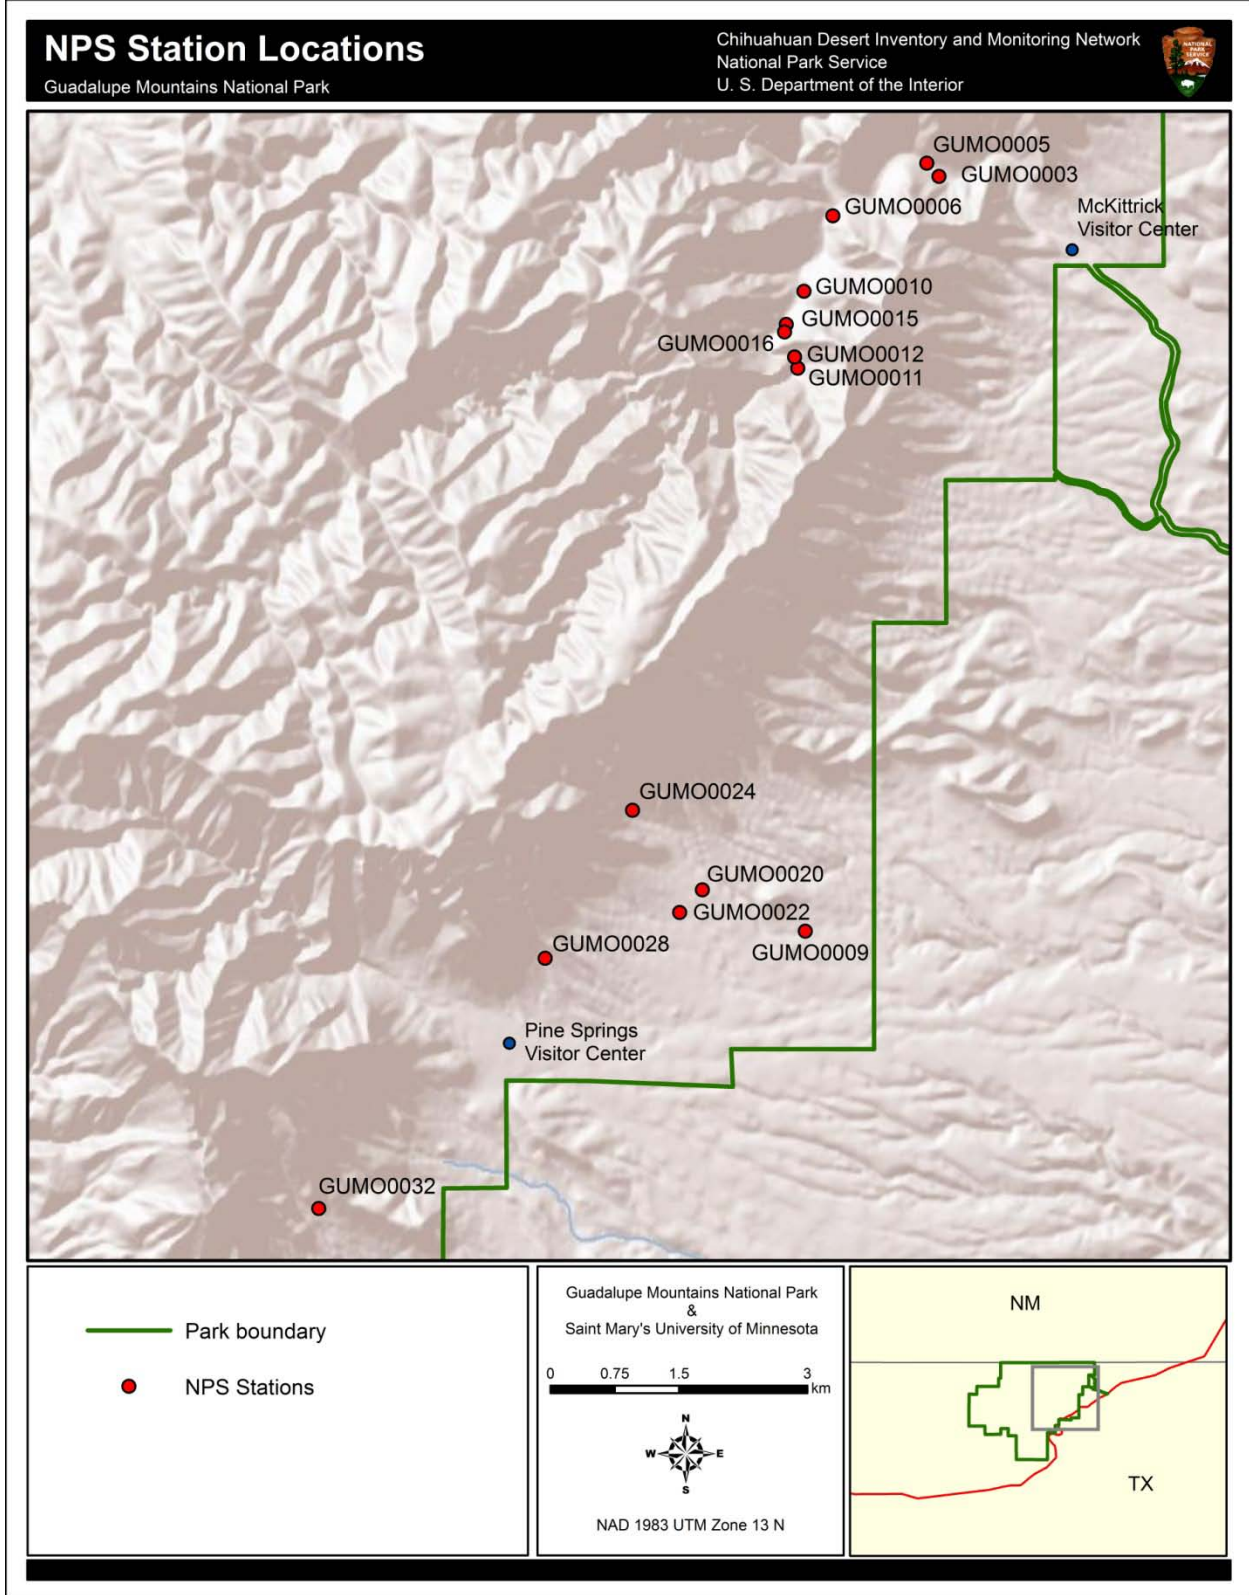 NPS Station Locations
Guadalupe Mountains National Park
Chihuahuan Desert Inventory and Monitoring Network
National Park Service
U. S. Department of the Interior
NATIONAL
PARK
SERVICE
GUMO0005
GUMO0003
GUMO0006
McKittrick
Visitor Center
GUMO0010
GUMO0015
GUMO0016
GUMO0012
GUMO0011
GUMO0024
GUMO0020
GUMO0022
GUMO0009
GUMO0028
Pine Springs
Visitor Center
GUMO0032
Park boundary
NPS Stations
Guadalupe Mountains National Park
&
Saint Mary's University of Minnesota
0 0.75 1.5 3
km
N
W E
S
NAD 1983 UTM Zone 13 N
NM
TX